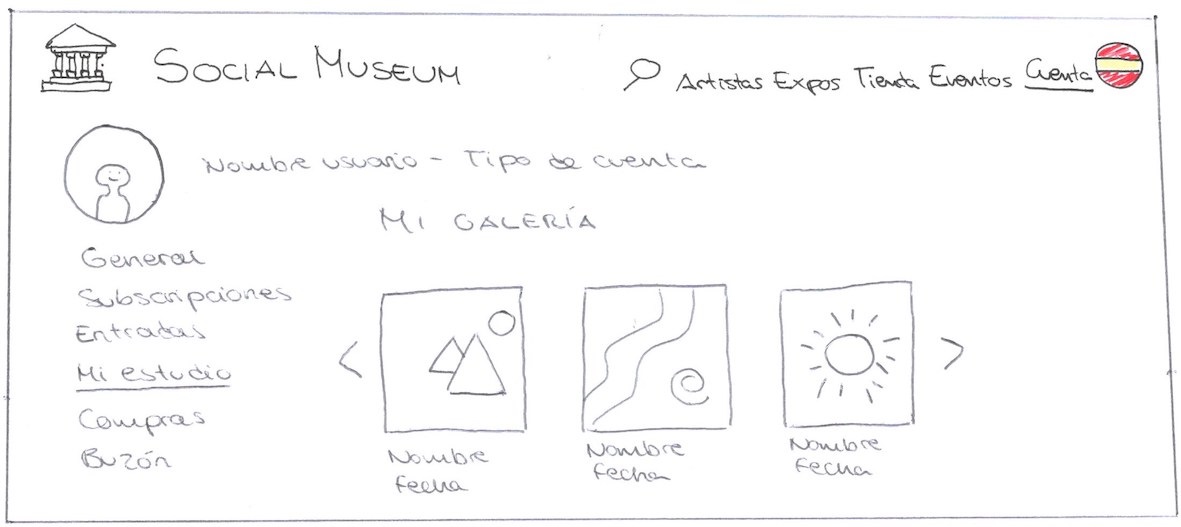 SOCIAL MUSEUM
Artistas Expos Tienda Eventos Cuenta
Nombre usuario - Tipo de cuenta
MI GALERÍA
General
Subscripciones
Entradas
Mi estudio
Compras
Buzón
Nombre
Fecha
Nombre
Fecha
Nombre
Fecha